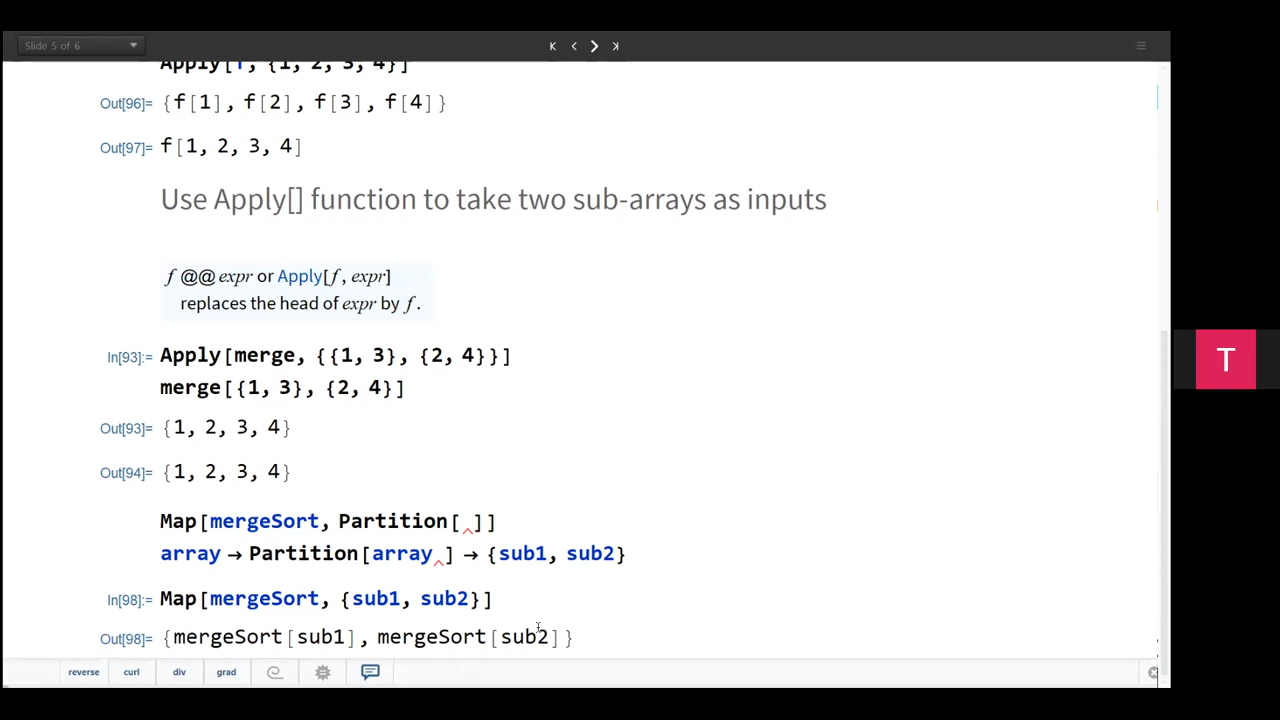 Slide 5 of 6
Apply[f, {1, 2, 3, 4}]
Out[96]= {f[1], f[2], f[3], f[4]}
Out[97]= f[1, 2, 3, 4]
Use Apply[] function to take two sub-arrays as inputs
f @@ expr or Apply[f, expr]
replaces the head of expr by f.
In[93]:= Apply[merge, {{1, 3}, {2, 4}}]
merge[{1, 3}, {2, 4}]
Out[93]= {1, 2, 3, 4}
Out[94]= {1, 2, 3, 4}
Map[mergeSort, Partition[‸]]
array → Partition[array‸] → {sub1, sub2}
In[98]:= Map[mergeSort, {sub1, sub2}]
Out[98]= {mergeSort[sub1], mergeSort[sub2]}
reverse curl div grad
T